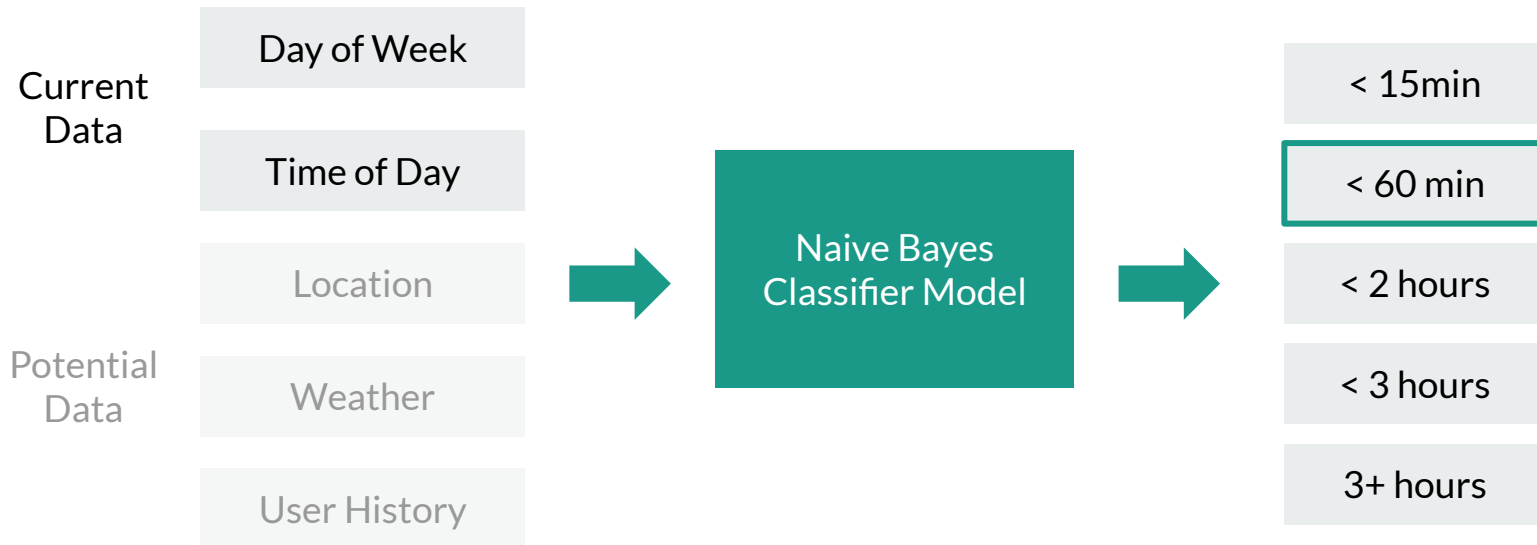 Current
Data
Day of Week
Time of Day
Potential
Data
Location
Weather
User History
Naive Bayes
Classifier Model
< 15min
< 60 min
< 2 hours
< 3 hours
3+ hours